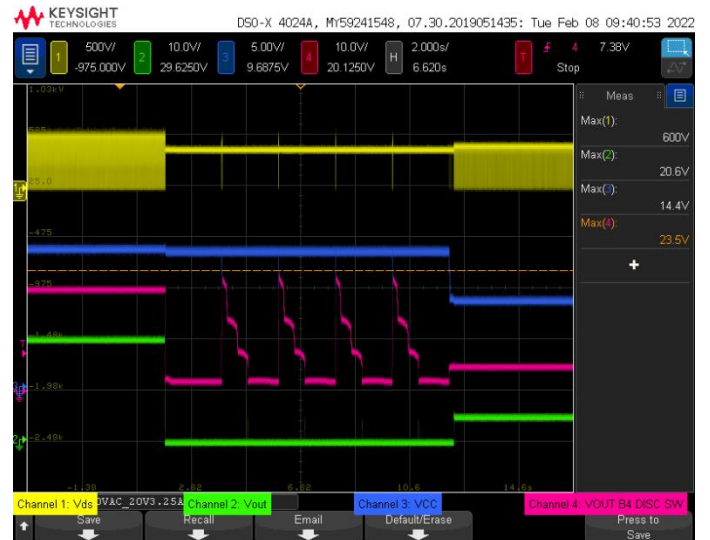 KEYSIGHT
TECHNOLOGIES
DSO-X 4024A, MY59241548, 07.30.2019051435: Tue Feb 08 09:40:53 2022
1 500V/ 2 10.0V/ 3 5.00V/ 4 10.0V/ H 2.000s/ T 4 7.38V
-975.000V 29.6250V 9.6875V 20.1250V 6.620s Stop
1.03kV
525
25.0
-475
-975
-1.48k
-1.98k
-2.48k
-1.38 2.62 6.62 10.6 14.6s
Meas
Max(1):
600V
Max(2):
20.6V
Max(3):
14.4V
Max(4):
23.5V
Channel 1: Vds
0VAC_20V3.25A
Channel 2: Vout
Channel 3: VCC
Channel 4: VOUT B4 DISC SW
Save
Recall
Email
Default/Erase
Press to
Save